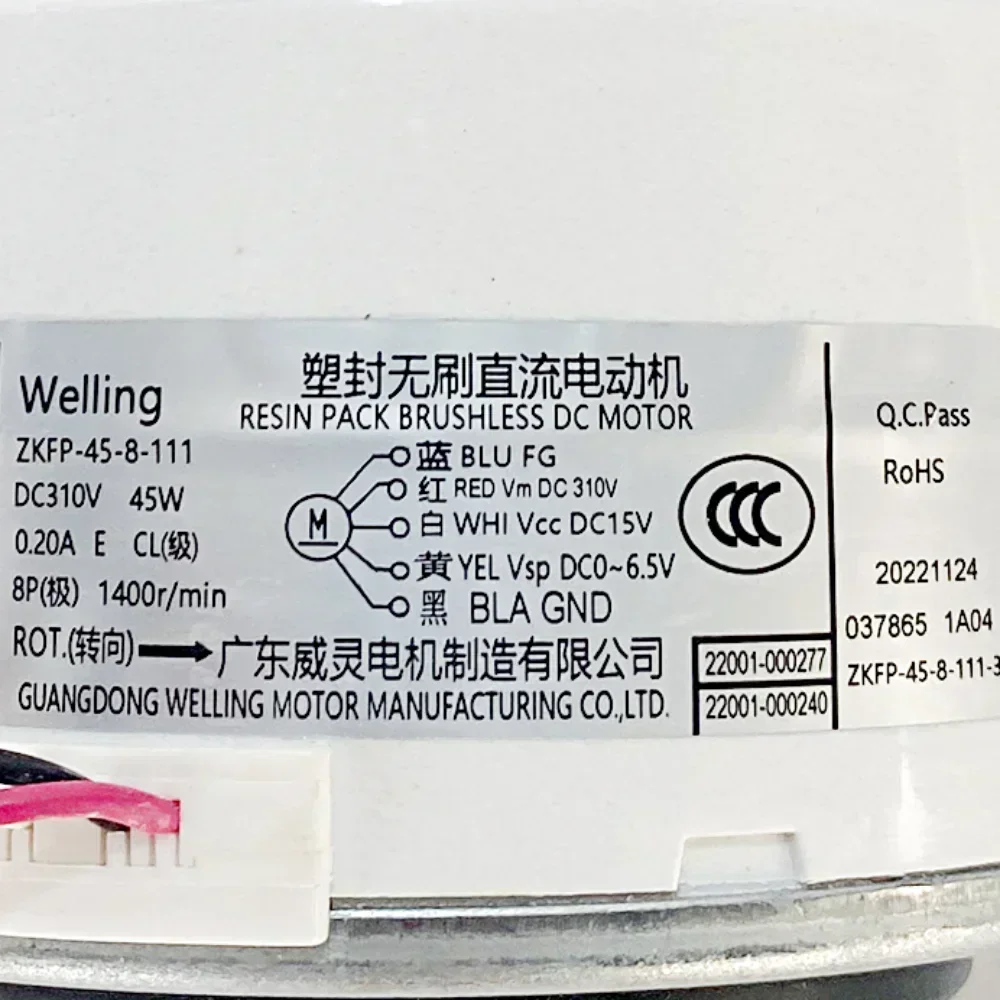 Welling
ZKFP-45-8-111
DC310V 45W
0.20A E CL(级)
8P(极) 1400r/min
ROT.(转向)
塑封无刷直流电动机
RESIN PACK BRUSHLESS DC MOTOR
M
蓝 BLU FG
红 RED Vm DC 310V
白 WHI Vcc DC15V
黄 YEL Vsp DC0~6.5V
黑 BLA GND
CCC
广东威灵电机制造有限公司
GUANGDONG WELLING MOTOR MANUFACTURING CO.,LTD.
22001-000277
22001-000240
Q.C.Pass
RoHS
20221124
037865 1A04
ZKFP-45-8-111-3